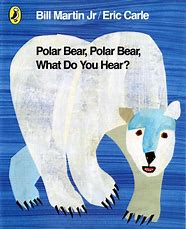 Bill Martin Jr / Eric Carle
Polar Bear, Polar Bear,
What Do You Hear?